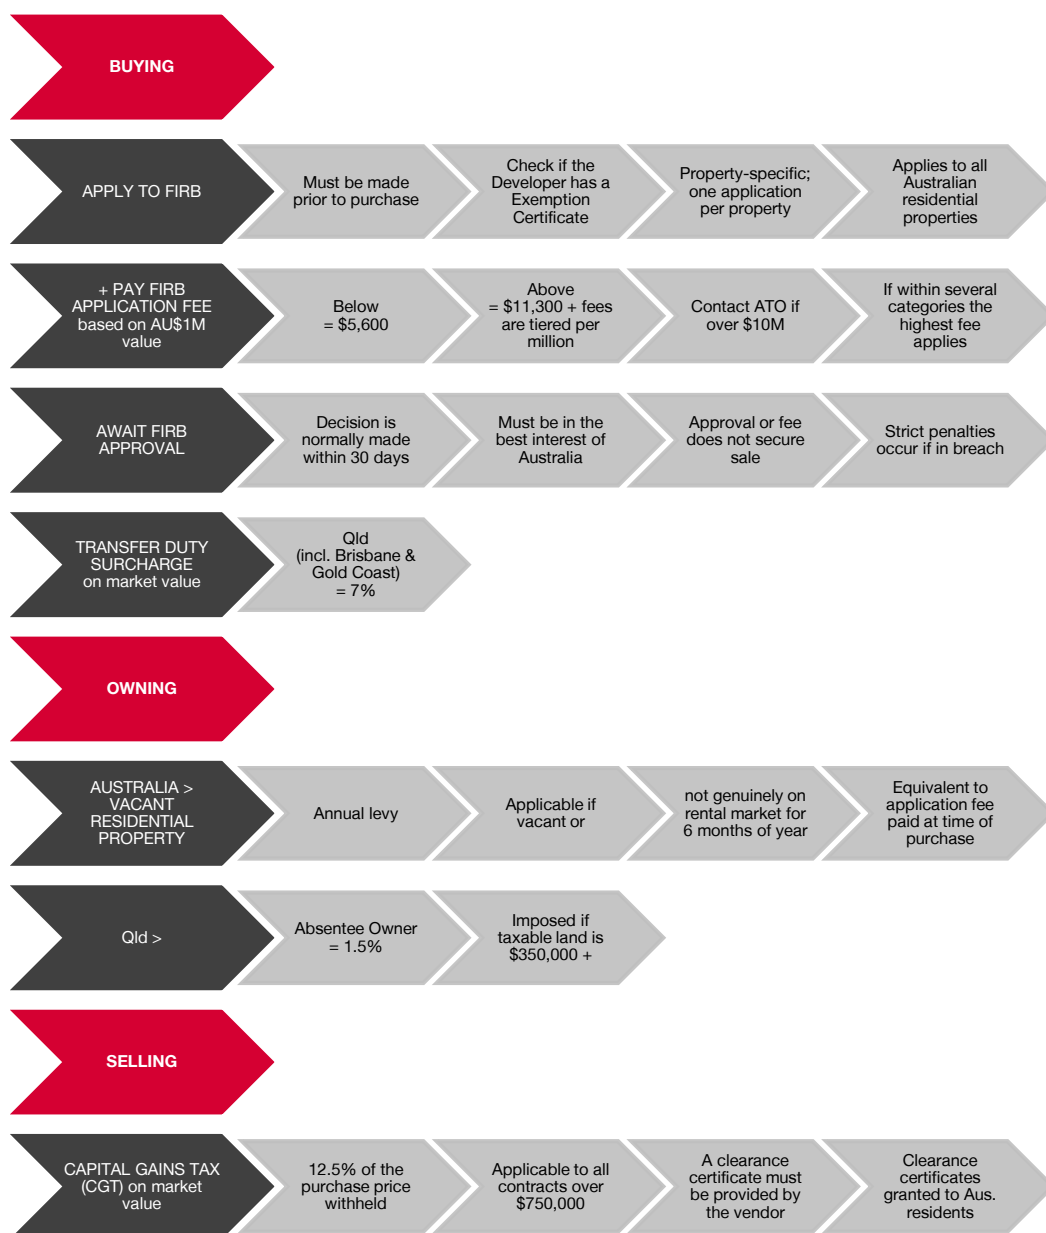 BUYING
APPLY TO FIRB
Must be made
prior to purchase
Check if the
Developer has a
Exemption
Certificate
Property-specific;
one application
per property
Applies to all
Australian
residential
properties
+ PAY FIRB
APPLICATION FEE
based on AU$1M
value
Below
= $5,600
Above
= $11,300 + fees
are tiered per
million
Contact ATO if
over $10M
If within several
categories the
highest fee
applies
AWAIT FIRB
APPROVAL
Decision is
normally made
within 30 days
Must be in the
best interest of
Australia
Approval or fee
does not secure
sale
Strict penalties
occur if in breach
TRANSFER DUTY
SURCHARGE
on market value
Qld
(incl. Brisbane &
Gold Coast)
= 7%
OWNING
AUSTRALIA >
VACANT
RESIDENTIAL
PROPERTY
Annual levy
Applicable if
vacant or
not genuinely on
rental market for
6 months of year
Equivalent to
application fee
paid at time of
purchase
Qld >
Absentee Owner
= 1.5%
Imposed if
taxable land is
$350,000 +
SELLING
CAPITAL GAINS TAX
(CGT) on market
value
12.5% of the
purchase price
withheld
Applicable to all
contracts over
$750,000
A clearance
certificate must
be provided by
the vendor
Clearance
certificates
granted to Aus.
residents